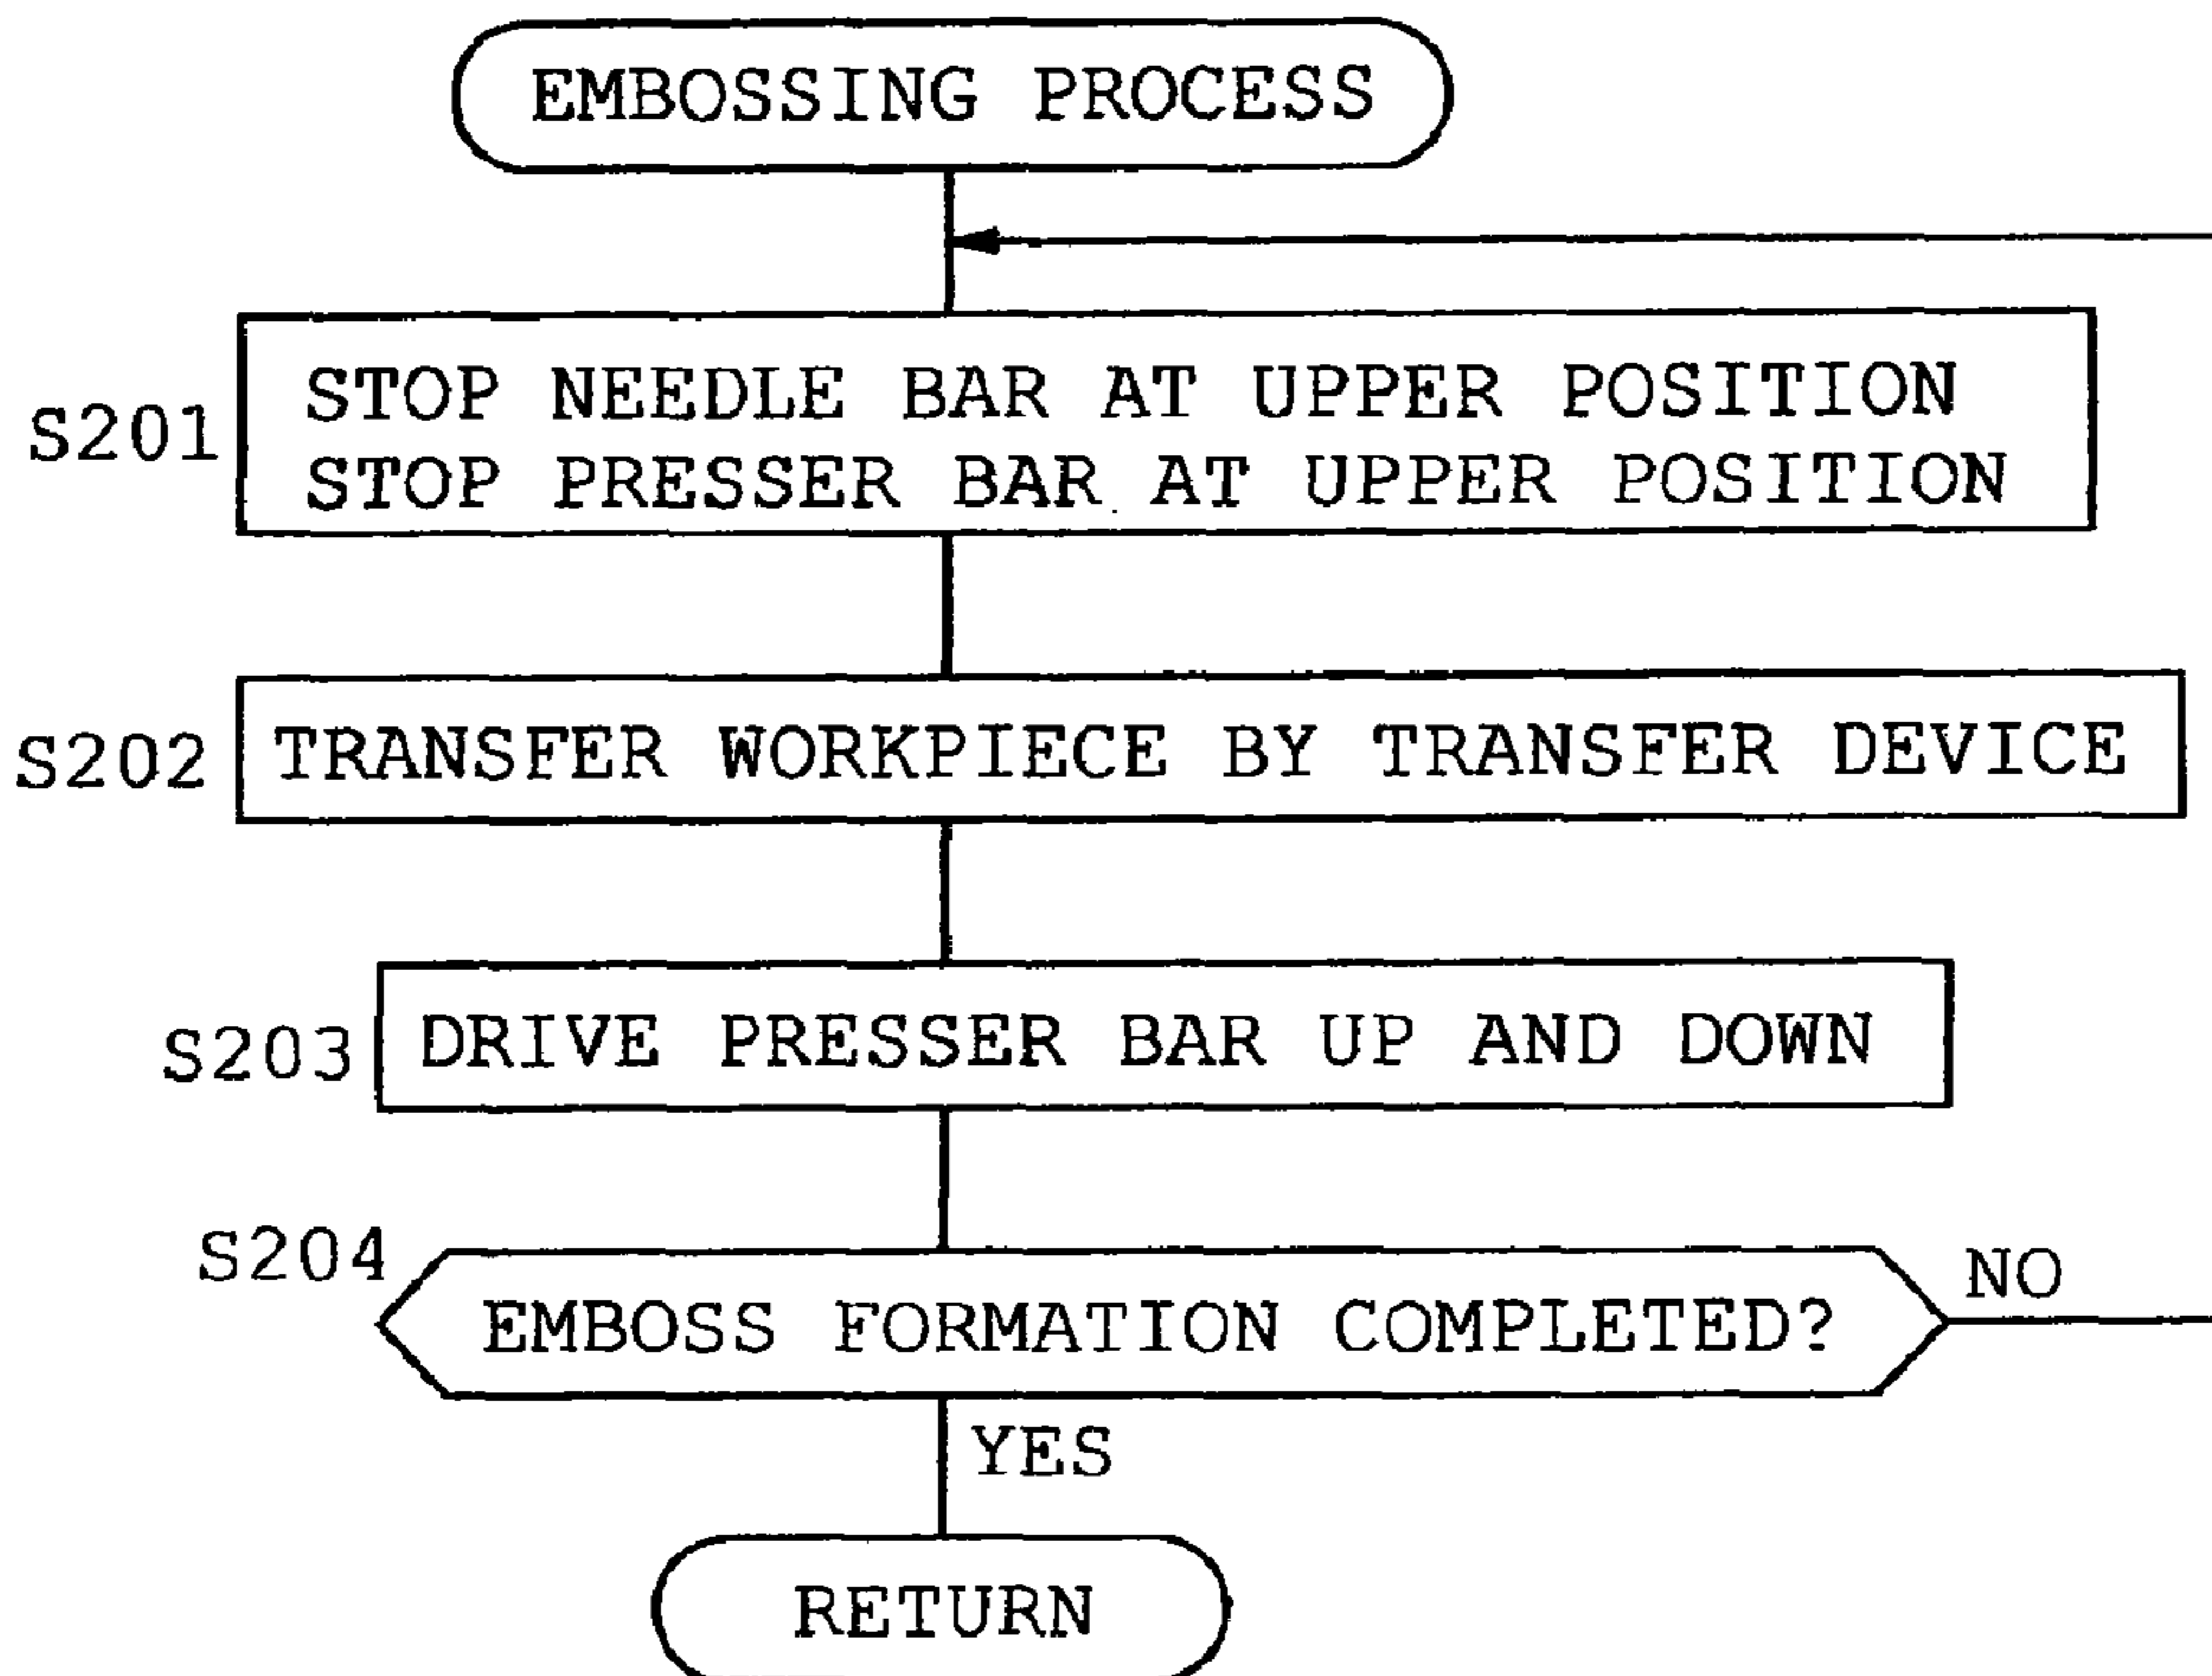 EMBOSSING PROCESS
S201
STOP NEEDLE BAR AT UPPER POSITION
STOP PRESSER BAR AT UPPER POSITION
S202
TRANSFER WORKPIECE BY TRANSFER DEVICE
S203
DRIVE PRESSER BAR UP AND DOWN
S204
EMBOSS FORMATION COMPLETED?
NO
YES
RETURN